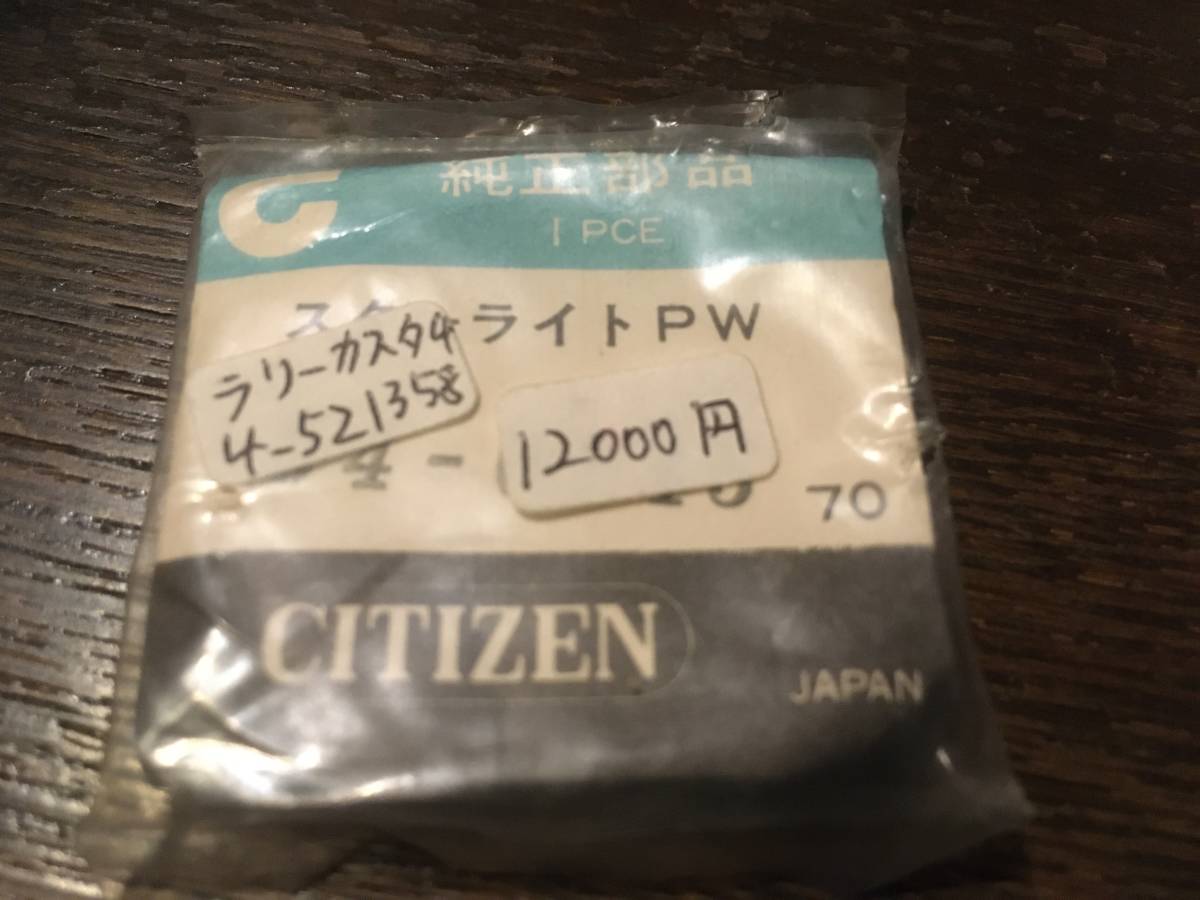 純正部品
1 PCE
ライトPW
ラリーカスタム
4-521358
12000円
4-
70
CITIZEN
JAPAN